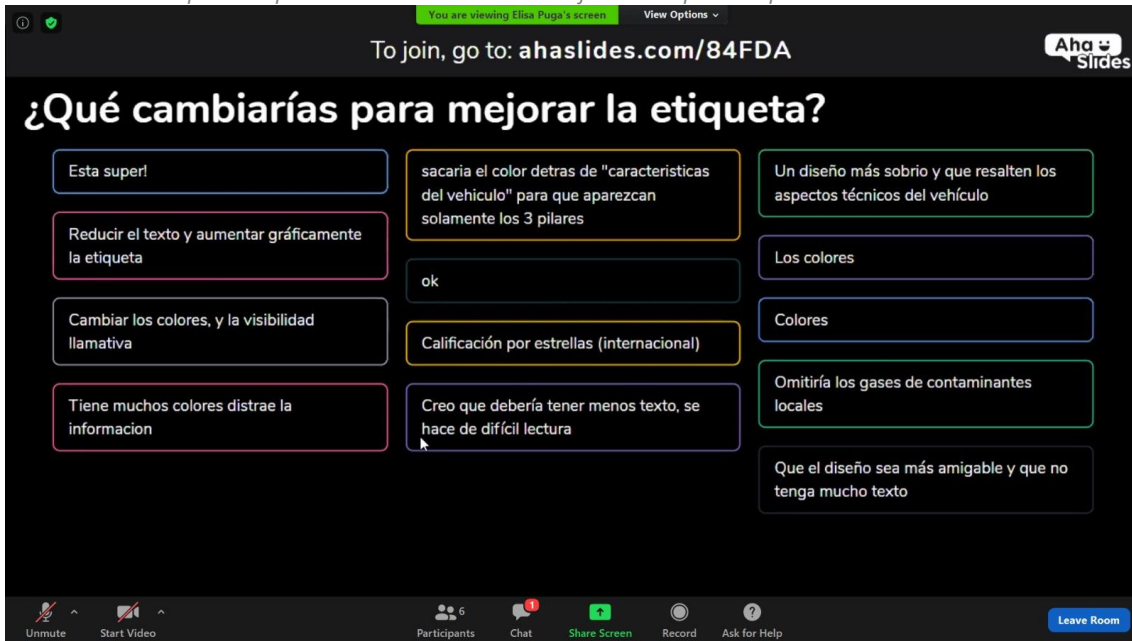 You are viewing Elisa Puga's screen
View Options
To join, go to: ahaslides.com/84FDA
Aha
Slides
¿Qué cambiarías para mejorar la etiqueta?
Esta super!
Reducir el texto y aumentar gráficamente
la etiqueta
Cambiar los colores, y la visibilidad
llamativa
Tiene muchos colores distrae la
informacion
sacaria el color detras de "caracteristicas
del vehiculo" para que aparezcan
solamente los 3 pilares
ok
Calificación por estrellas (internacional)
Creo que debería tener menos texto, se
hace de difícil lectura
Un diseño más sobrio y que resalten los
aspectos técnicos del vehículo
Los colores
Colores
Omitiría los gases de contaminantes
locales
Que el diseño sea más amigable y que no
tenga mucho texto
Unmute
Start Video
6
Participants
1
Chat
Share Screen
Record
Ask for Help
Leave Room